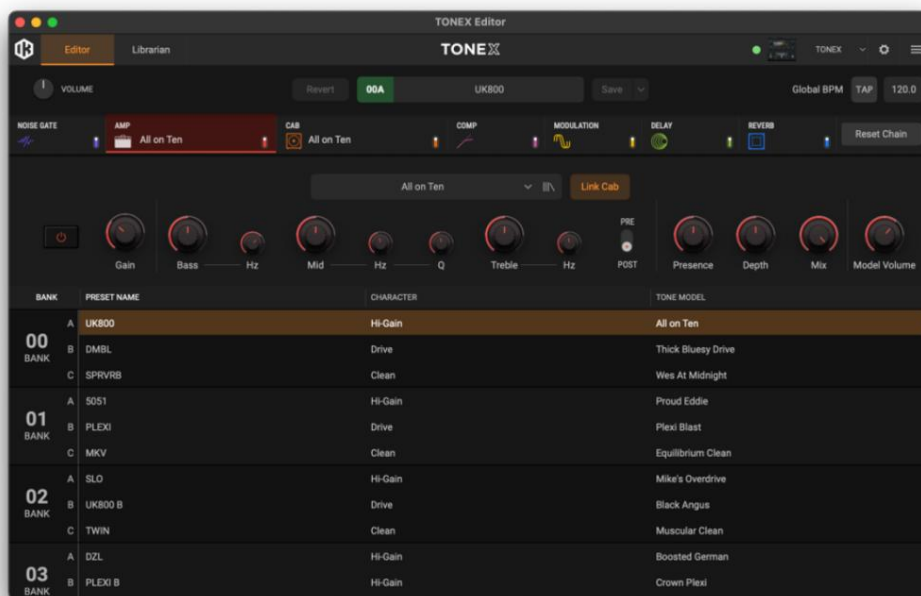 TONEX Editor
Editor Librarian TONEX TONEX
VOLUME Revert 00A UK800 Save Global BPM TAP 120.0
NOISE GATE AMP CAB COMP MODULATION DELAY REVERB
All on Ten All on Ten Reset Chain
All on Ten Link Cab
PRE
Gain Bass Hz Mid Hz Q Treble Hz POST Presence Depth Mix Model Volume
BANK PRESET NAME CHARACTER TONE MODEL
00 BANK
A UK800 Hi-Gain All on Ten
B DMBL Drive Thick Bluesy Drive
C SPRVRB Clean Wes At Midnight
01 BANK
A 5051 Hi-Gain Proud Eddie
B PLEXI Drive Plexi Blast
C MKV Clean Equilibrium Clean
02 BANK
A SLO Hi-Gain Mike's Overdrive
B UK800 B Drive Black Angus
C TWIN Clean Muscular Clean
03 BANK
A DZL Hi-Gain Boosted German
B PLEXI B Hi-Gain Crown Plexi